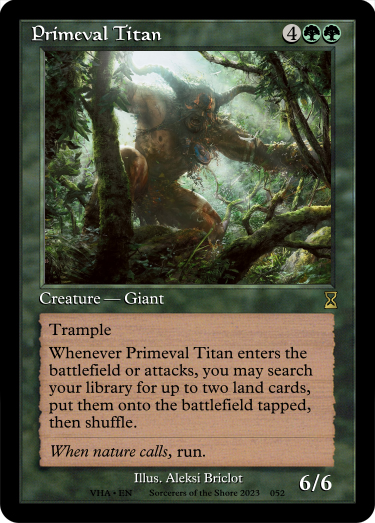 Primeval Titan 4
Creature — Giant
Trample
Whenever Primeval Titan enters the
battlefield or attacks, you may search
your library for up to two land cards,
put them onto the battlefield tapped,
then shuffle.
When nature calls, run.
Illus. Aleksi Briclot
6/6
VHA • EN Sorcerers of the Shore 2023 052